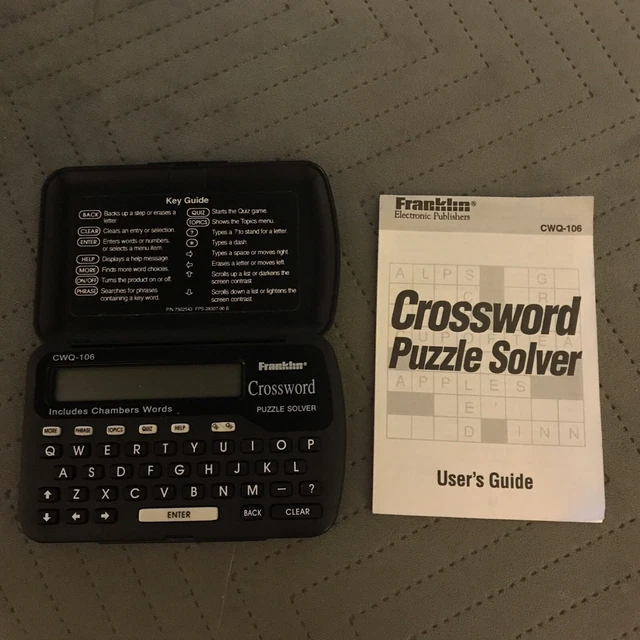 Key Guide
BACK Backs up a step or erases a letter.
CLEAR Clears an entry or selection.
ENTER Enters words or numbers, or selects a menu item.
HELP Displays a help message.
MORE Finds more word choices.
ON/OFF Turns the product on or off.
PHRASE Searches for phrases containing a key word.
QUIZ Starts the Quiz game.
TOPICS Shows the Topics menu.
? Types a ? to stand for a letter.
Types a dash
⇨ Types a space or moves right.
⇦ Erases a letter or moves left.
⇧ Scrolls up a list or darkens the screen contrast.
⇩ Scrolls down a list or lightens the screen contrast.
CWQ-106
Franklin
Crossword
PUZZLE SOLVER
Includes Chambers Words
MORE PHRASE TOPICS QUIZ HELP
Q W E R T Y U I O P
A S D F G H J K L
↑ Z X C V B N M — ?
↓ ← → ENTER BACK CLEAR
Franklin®
Electronic Publishers
CWQ-106
ALPS G
Crossword
Puzzle Solver
APPLES
E
D INN
User's Guide